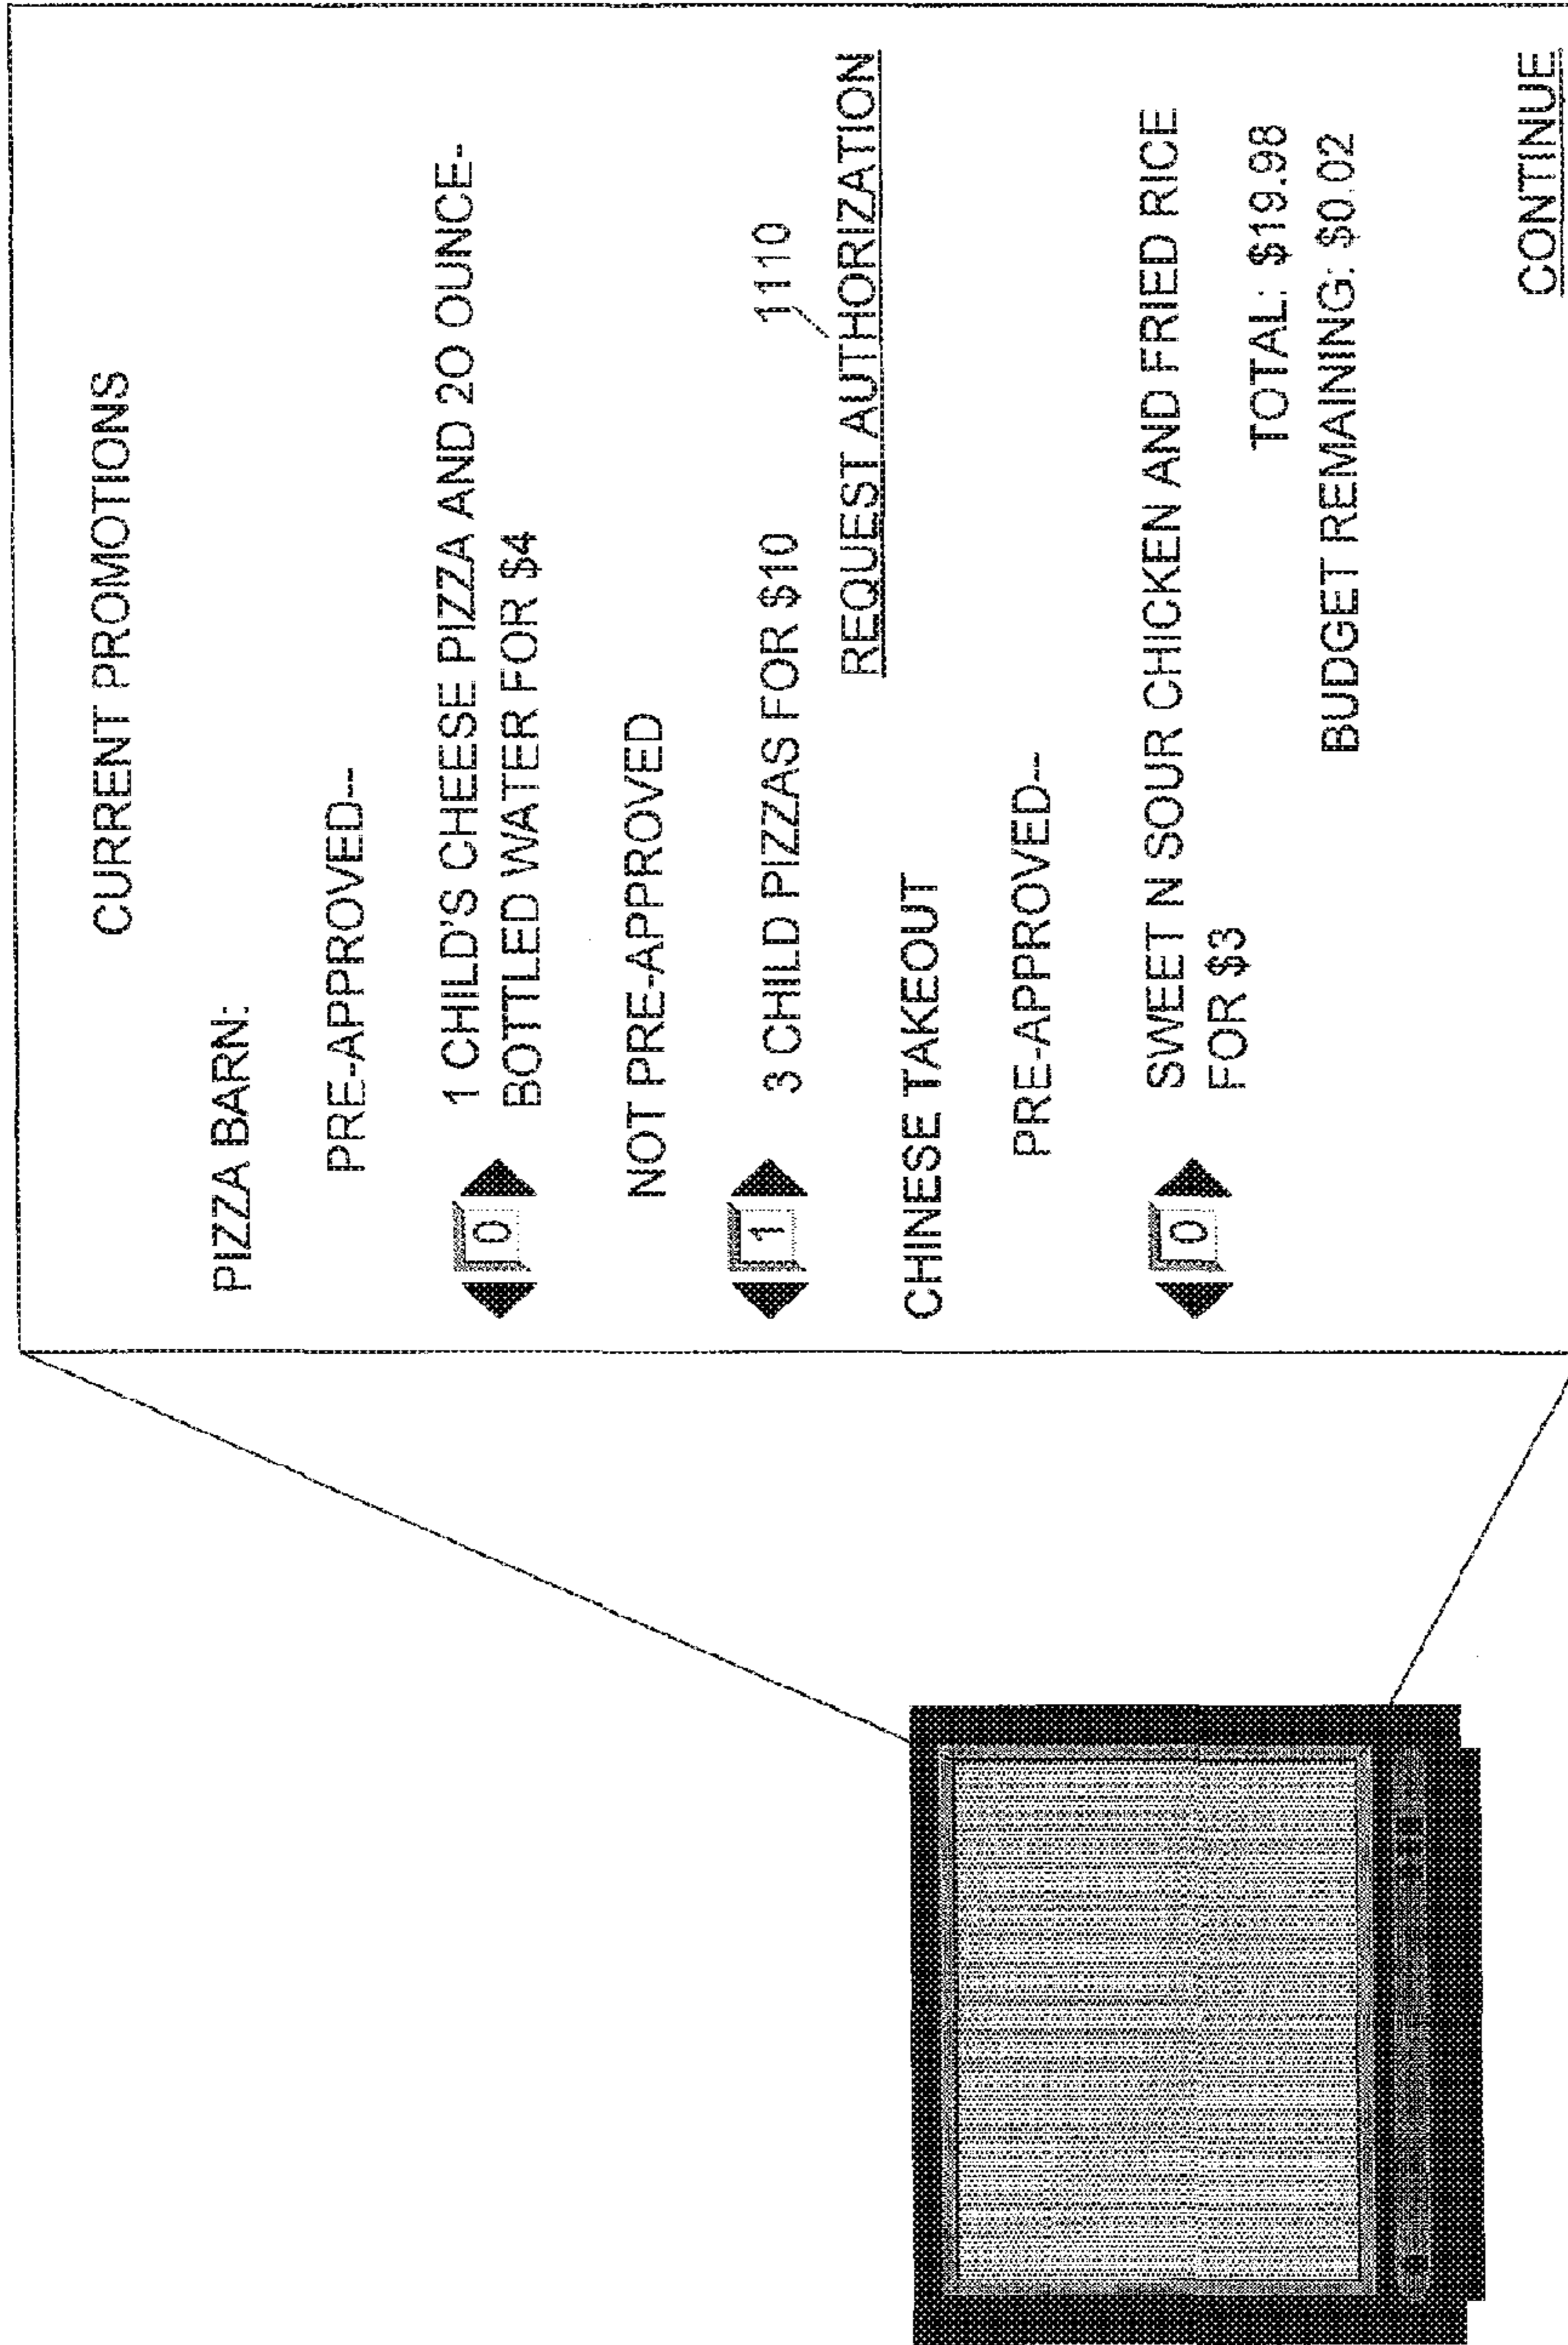 CURRENT PROMOTIONS
PIZZA BARN:
PRE-APPROVED--
0 1 CHILD'S CHEESE PIZZA AND 2O OUNCE-
BOTTLED WATER FOR $4
NOT PRE-APPROVED
1 3 CHILD PIZZAS FOR $10
1110
REQUEST AUTHORIZATION
CHINESE TAKEOUT
PRE-APPROVED--
0 SWEET N SOUR CHICKEN AND FRIED RICE
FOR $3
TOTAL: $19.98
BUDGET REMAINING: $0.02
CONTINUE